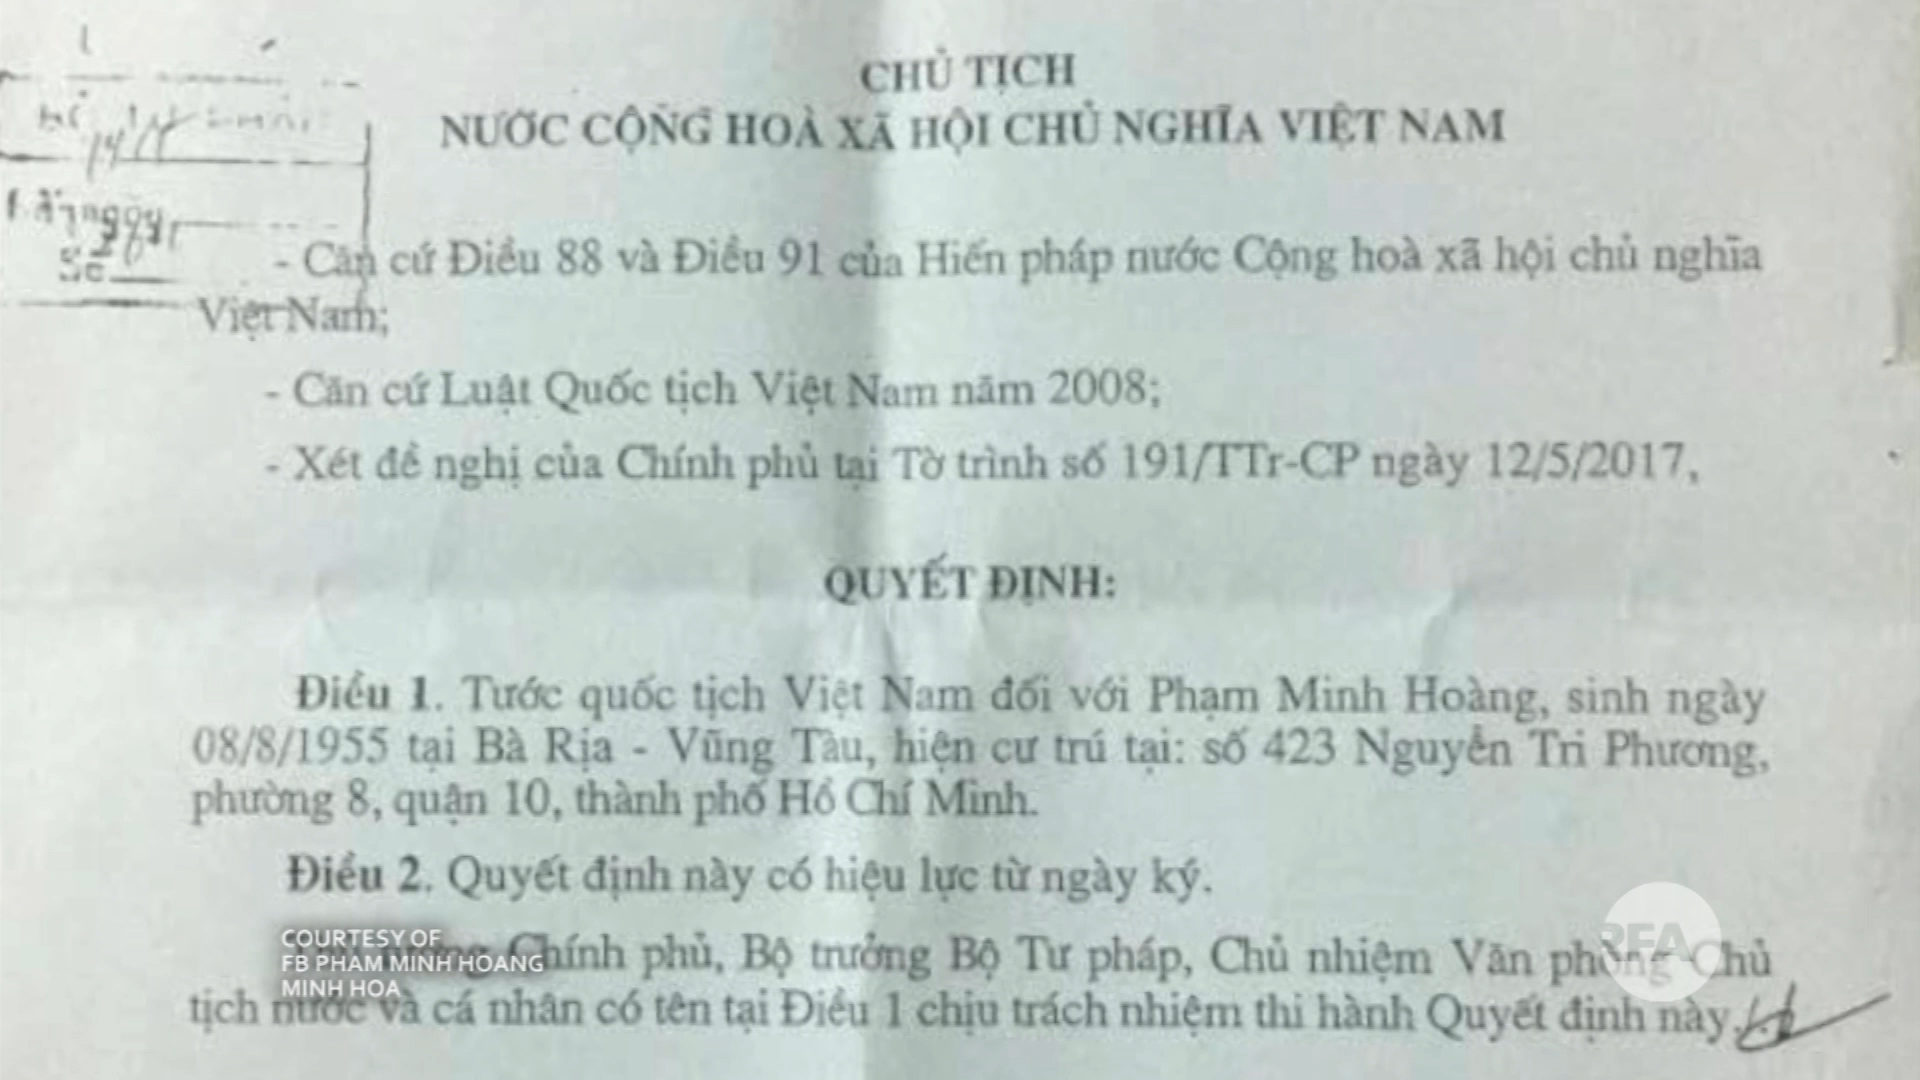 CHỦ TỊCH
NƯỚC CỘNG HOÀ XÃ HỘI CHỦ NGHĨA VIỆT NAM
- Căn cứ Điều 88 và Điều 91 của Hiến pháp nước Cộng hoà xã hội chủ nghĩa
Việt Nam;
- Căn cứ Luật Quốc tịch Việt Nam năm 2008;
- Xét đề nghị của Chính phủ tại Tờ trình số 191/TTr-CP ngày 12/5/2017,
QUYẾT ĐỊNH:
Điều 1. Tước quốc tịch Việt Nam đối với Phạm Minh Hoàng, sinh ngày
08/8/1955 tại Bà Rịa - Vũng Tàu, hiện cư trú tại: số 423 Nguyễn Tri Phương,
phường 8, quận 10, thành phố Hồ Chí Minh.
Điều 2. Quyết định này có hiệu lực từ ngày ký.
Chính phủ, Bộ trưởng Bộ Tư pháp, Chủ nhiệm Văn phòng Chủ
tịch nước và cá nhân có tên tại Điều 1 chịu trách nhiệm thi hành Quyết định này.
COURTESY OF
FB PHAM MINH HOANG
MINH HOA
RFA